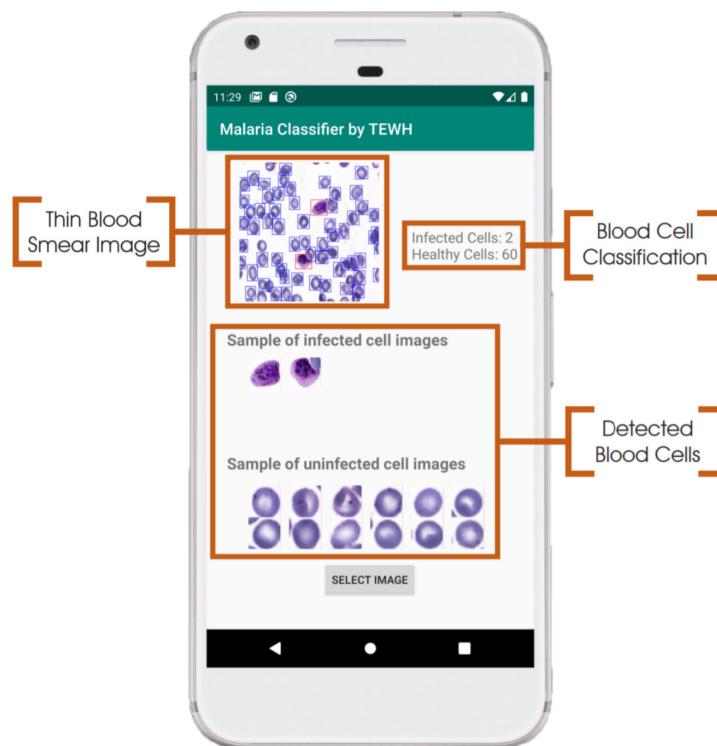 11:29
Malaria Classifier by TEWH
Thin Blood
Smear Image
Infected Cells: 2
Healthy Cells: 60
Blood Cell
Classification
Sample of infected cell images
Detected
Blood Cells
Sample of uninfected cell images
SELECT IMAGE